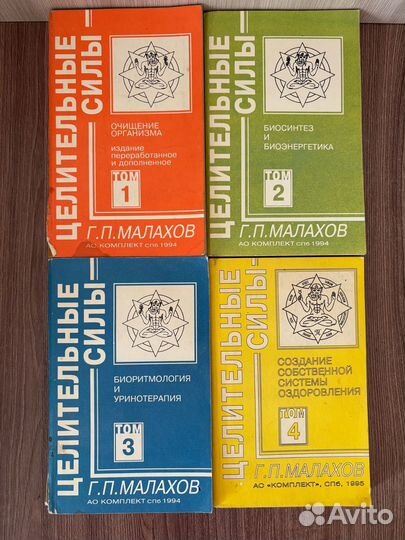 ЦЕЛИТЕЛЬНЫЕ
СИЛЫ
ОЧИЩЕНИЕ
ОРГАНИЗМА
издание
переработанное
и дополненное
ТОМ
1
Г.П.МАЛАХОВ
АО КОМПЛЕКТ СПб 1994
ЦЕЛИТЕЛЬНЫЕ
СИЛЫ
БИОСИНТЕЗ
И
БИОЭНЕРГЕТИКА
ТОМ
2
Г.П.МАЛАХОВ
АО КОМПЛЕКТ СПб 1994
ЦЕЛИТЕЛЬНЫЕ
СИЛЫ
БИОРИТМОЛОГИЯ
И
УРИНОТЕРАПИЯ
ТОМ
3
Г.П.МАЛАХОВ
АО КОМПЛЕКТ СПб 1994
ЦЕЛИТЕЛЬНЫЕ
СИЛЫ
СОЗДАНИЕ
СОБСТВЕННОЙ
СИСТЕМЫ
ОЗДОРОВЛЕНИЯ
ТОМ
4
Г.П.МАЛАХОВ
АО «КОМПЛЕКТ», СПб, 1995
Avito